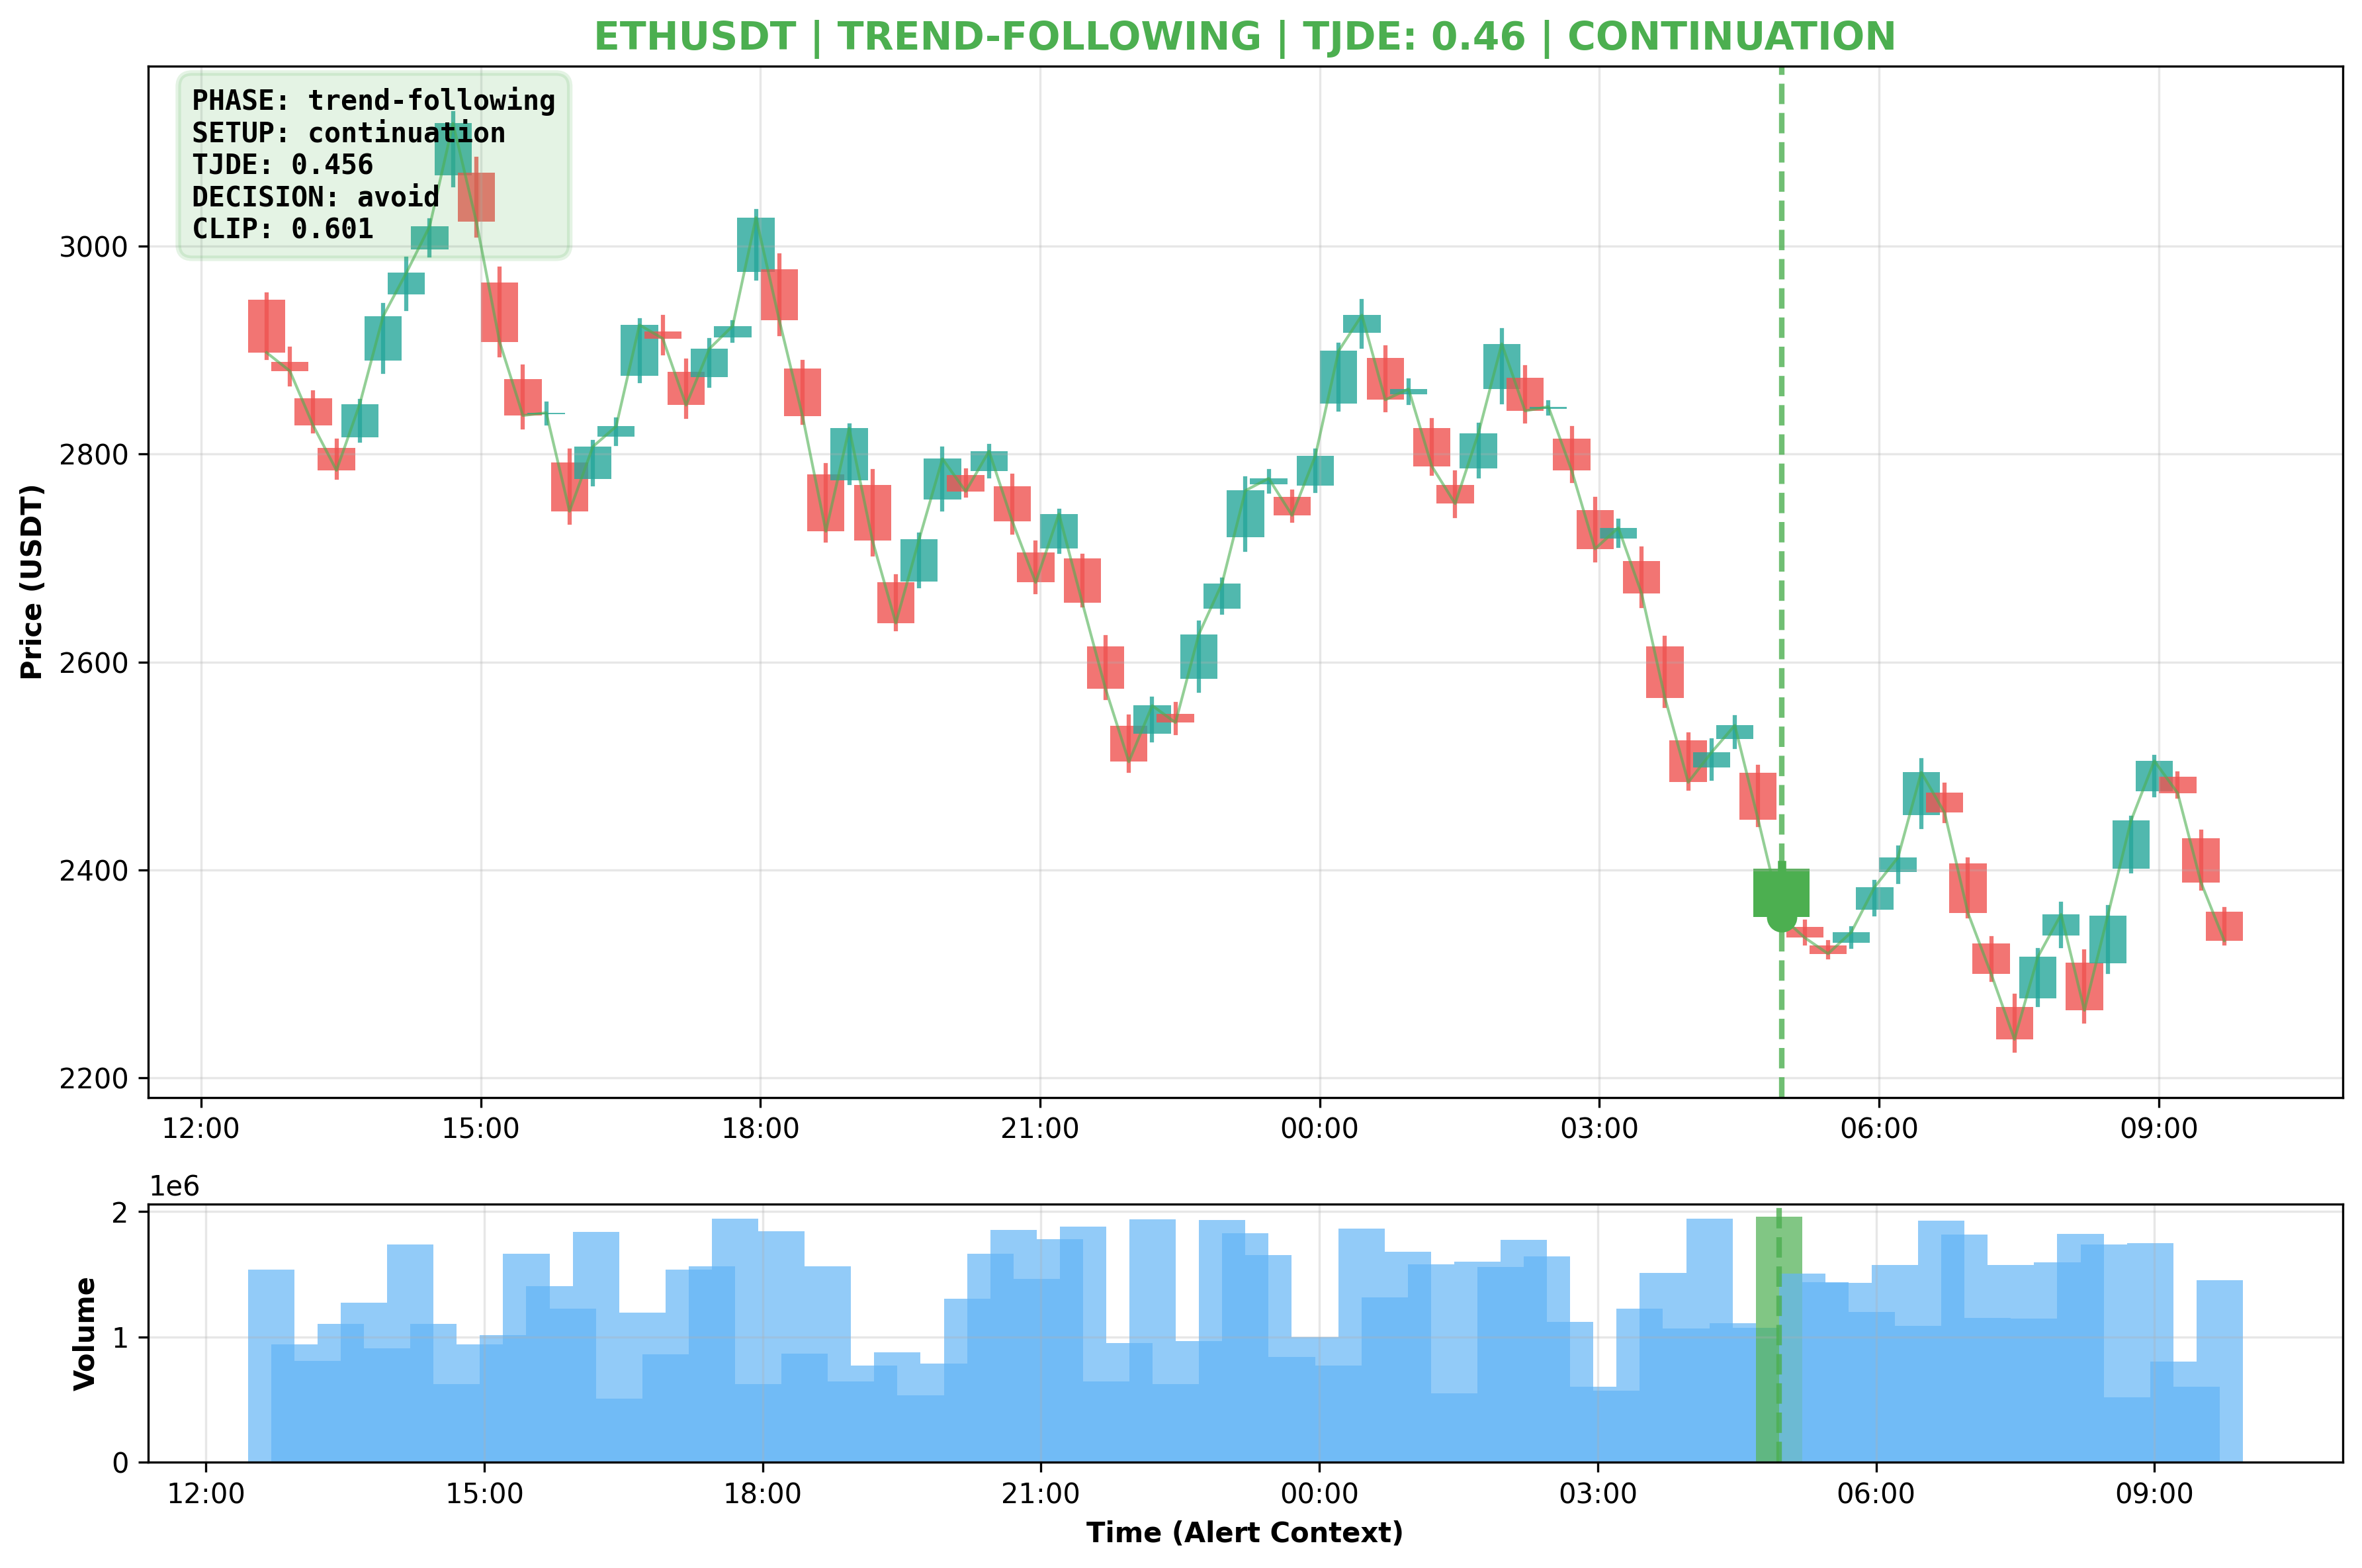 ETHUSDT | TREND-FOLLOWING | TJDE: 0.46 | CONTINUATION
PHASE: trend-following
SETUP: continuation
TJDE: 0.456
DECISION: avoid
CLIP: 0.601
Price (USDT)
3000
2800
2600
2400
2200
12:00 15:00 18:00 21:00 00:00 03:00 06:00 09:00
1e6
Volume
2
1
0
12:00 15:00 18:00 21:00 00:00 03:00 06:00 09:00
Time (Alert Context)